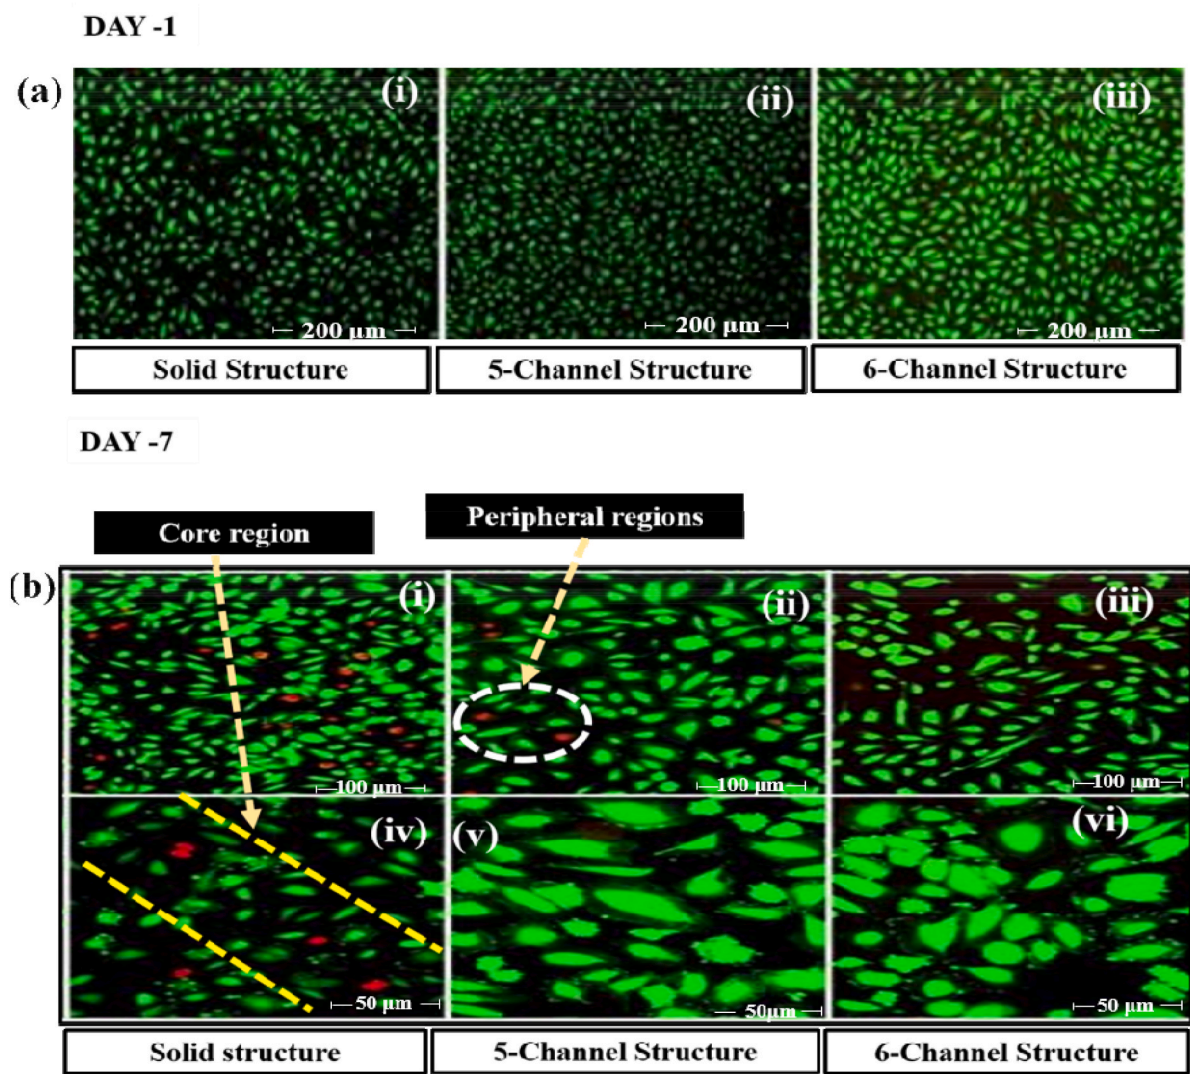 DAY -1
(a)
(i)
(ii)
(iii)
200 μm
200 μm
200 μm
Solid Structure
5-Channel Structure
6-Channel Structure
DAY -7
Core region
Peripheral regions
(b)
(i)
(ii)
(iii)
100 μm
100 μm
100 μm
(iv)
(v)
(vi)
50 μm
50μm
50 μm
Solid structure
5-Channel Structure
6-Channel Structure